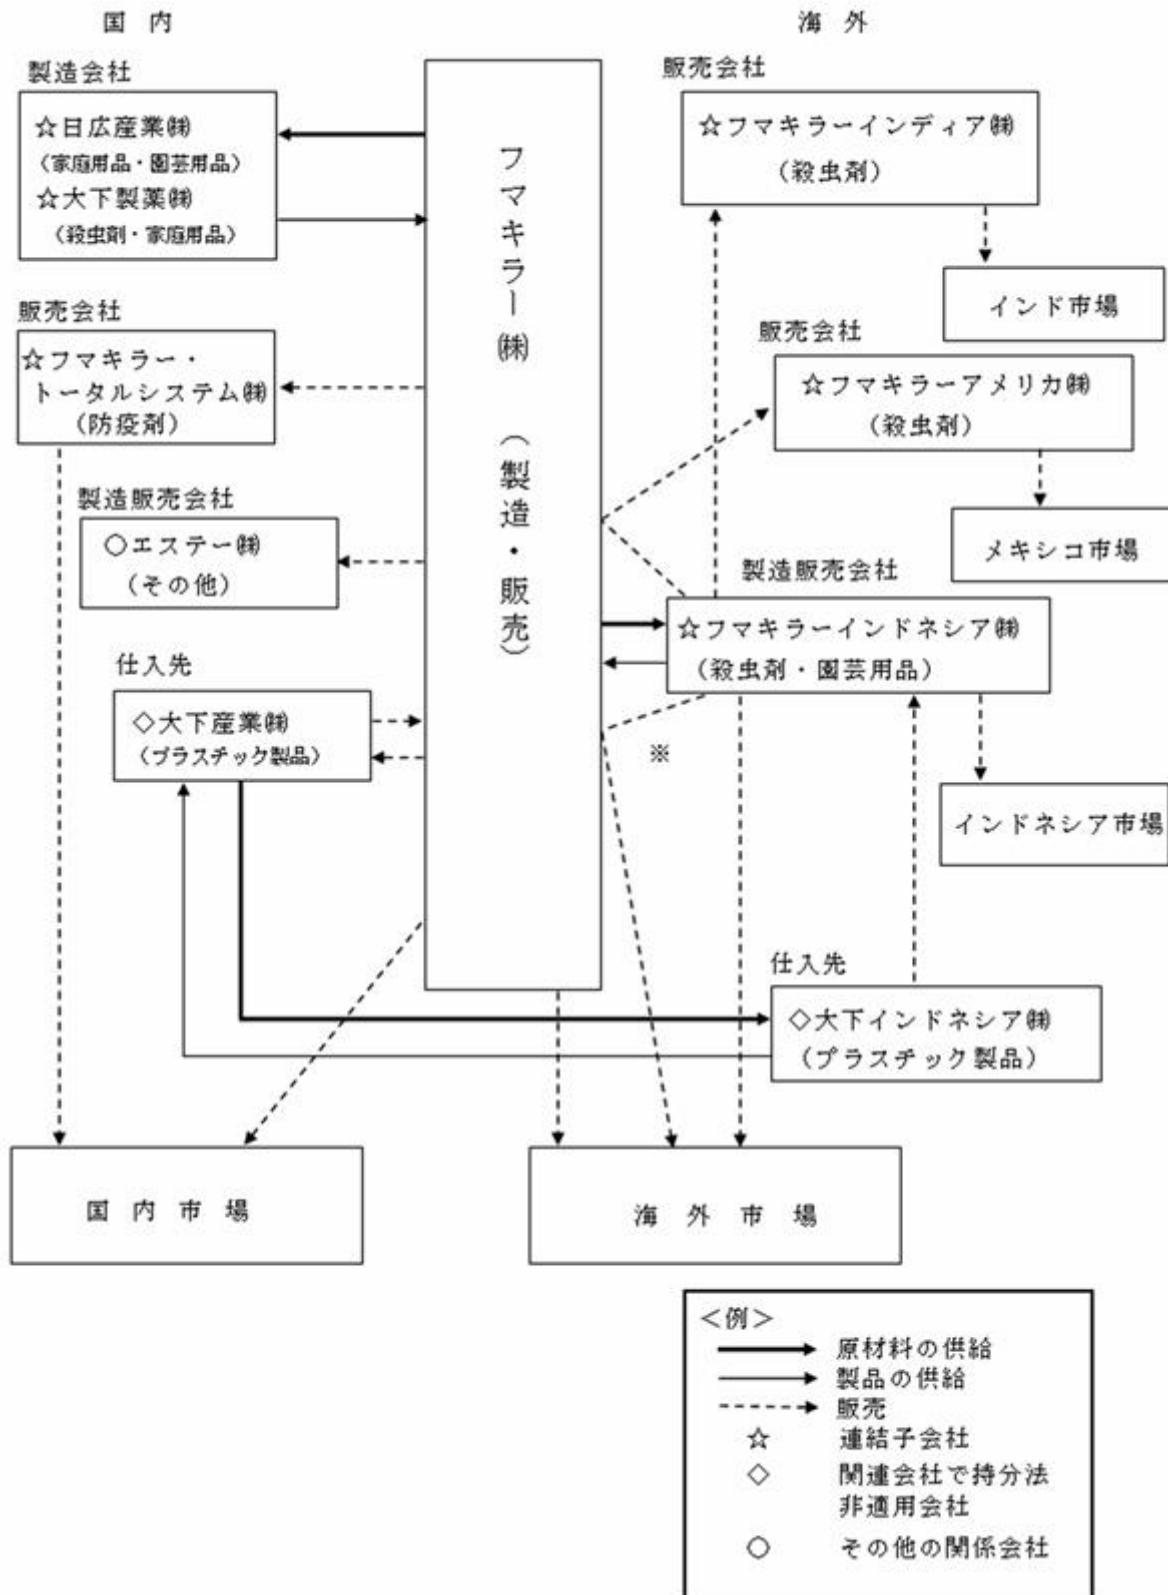 国内
海外
製造会社
☆日広産業㈱
（家庭用品・園芸用品）
☆大下製薬㈱
（殺虫剤・家庭用品）
販売会社
☆フマキラー・
トータルシステム㈱
（防疫剤）
製造販売会社
○エステー㈱
（その他）
仕入先
◇大下産業㈱
（プラスチック製品）
フマキラー㈱（製造・販売）
販売会社
☆フマキラーインディア㈱
（殺虫剤）
インド市場
販売会社
☆フマキラーアメリカ㈱
（殺虫剤）
メキシコ市場
製造販売会社
☆フマキラーインドネシア㈱
（殺虫剤・園芸用品）
※
インドネシア市場
仕入先
◇大下インドネシア㈱
（プラスチック製品）
国内市場
海外市場
＜例＞
原材料の供給
製品の供給
販売
☆ 連結子会社
◇ 関連会社で持分法
非適用会社
○ その他の関係会社